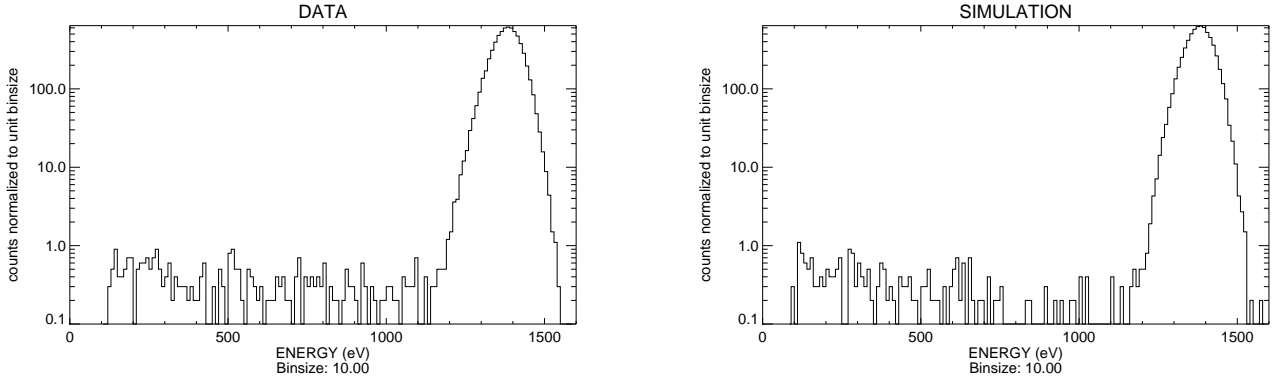 DATA
counts normalized to unit binsize
100.0
10.0
1.0
0.1
0
500
1000
1500
ENERGY (eV)
Binsize: 10.00
SIMULATION
counts normalized to unit binsize
100.0
10.0
1.0
0.1
0
500
1000
1500
ENERGY (eV)
Binsize: 10.00